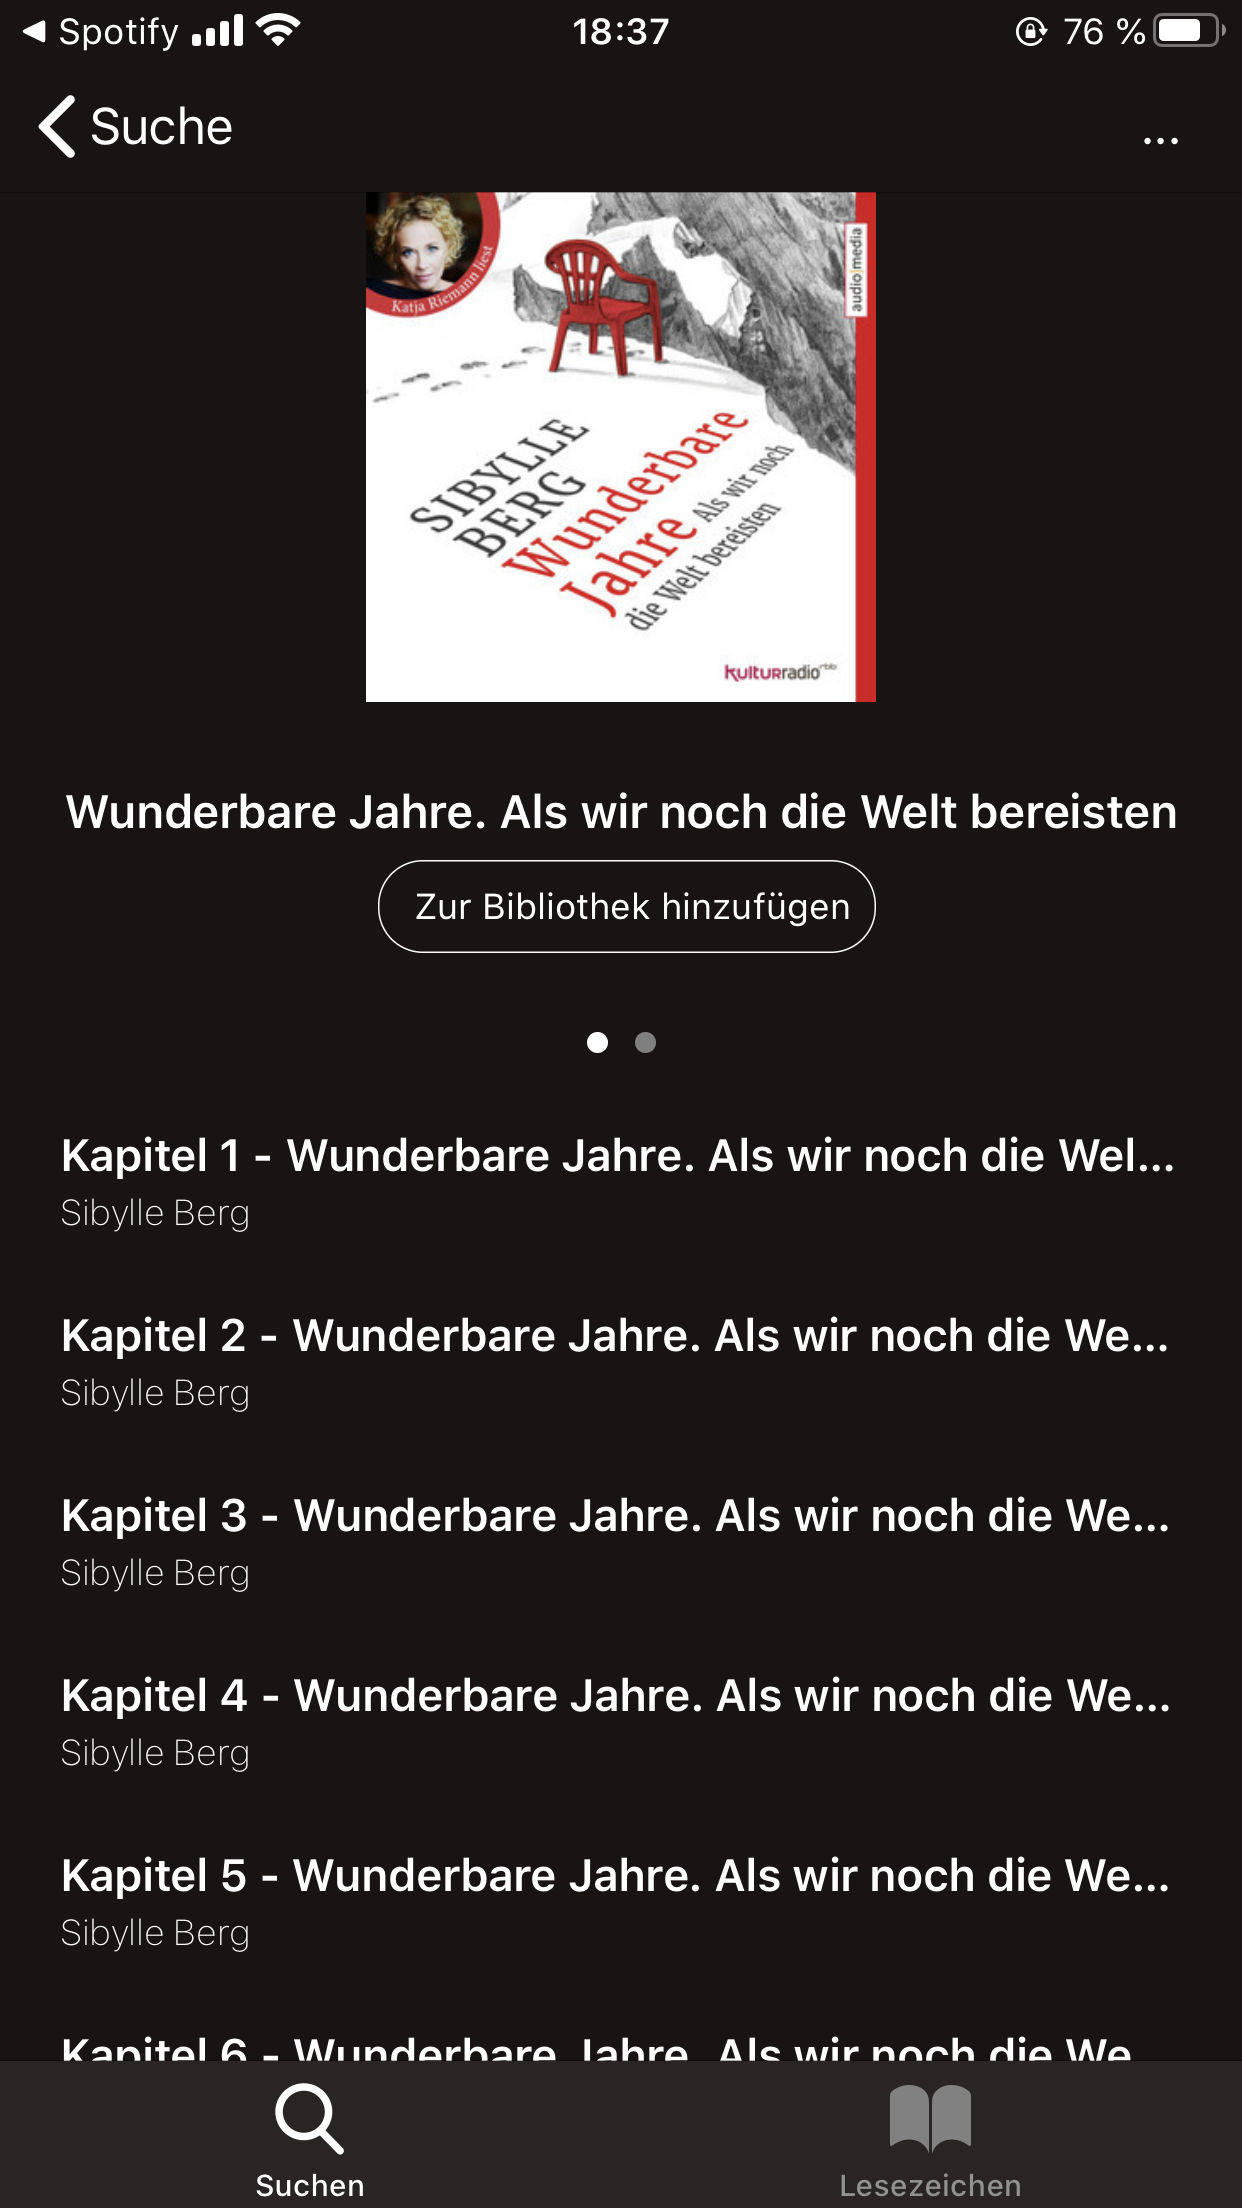 Spotify
18:37
76 %
Suche
...
Katja Riemann liest
audio media
SIBYLLE
BERG
Wunderbare
Jahre Als wir noch
die Welt bereisten
kulturradio rbb
Wunderbare Jahre. Als wir noch die Welt bereisten
Zur Bibliothek hinzufügen
Kapitel 1 - Wunderbare Jahre. Als wir noch die Wel...
Sibylle Berg
Kapitel 2 - Wunderbare Jahre. Als wir noch die We...
Sibylle Berg
Kapitel 3 - Wunderbare Jahre. Als wir noch die We...
Sibylle Berg
Kapitel 4 - Wunderbare Jahre. Als wir noch die We...
Sibylle Berg
Kapitel 5 - Wunderbare Jahre. Als wir noch die We...
Sibylle Berg
Kapitel 6 - Wunderbare Jahre. Als wir noch die We
Suchen
Lesezeichen